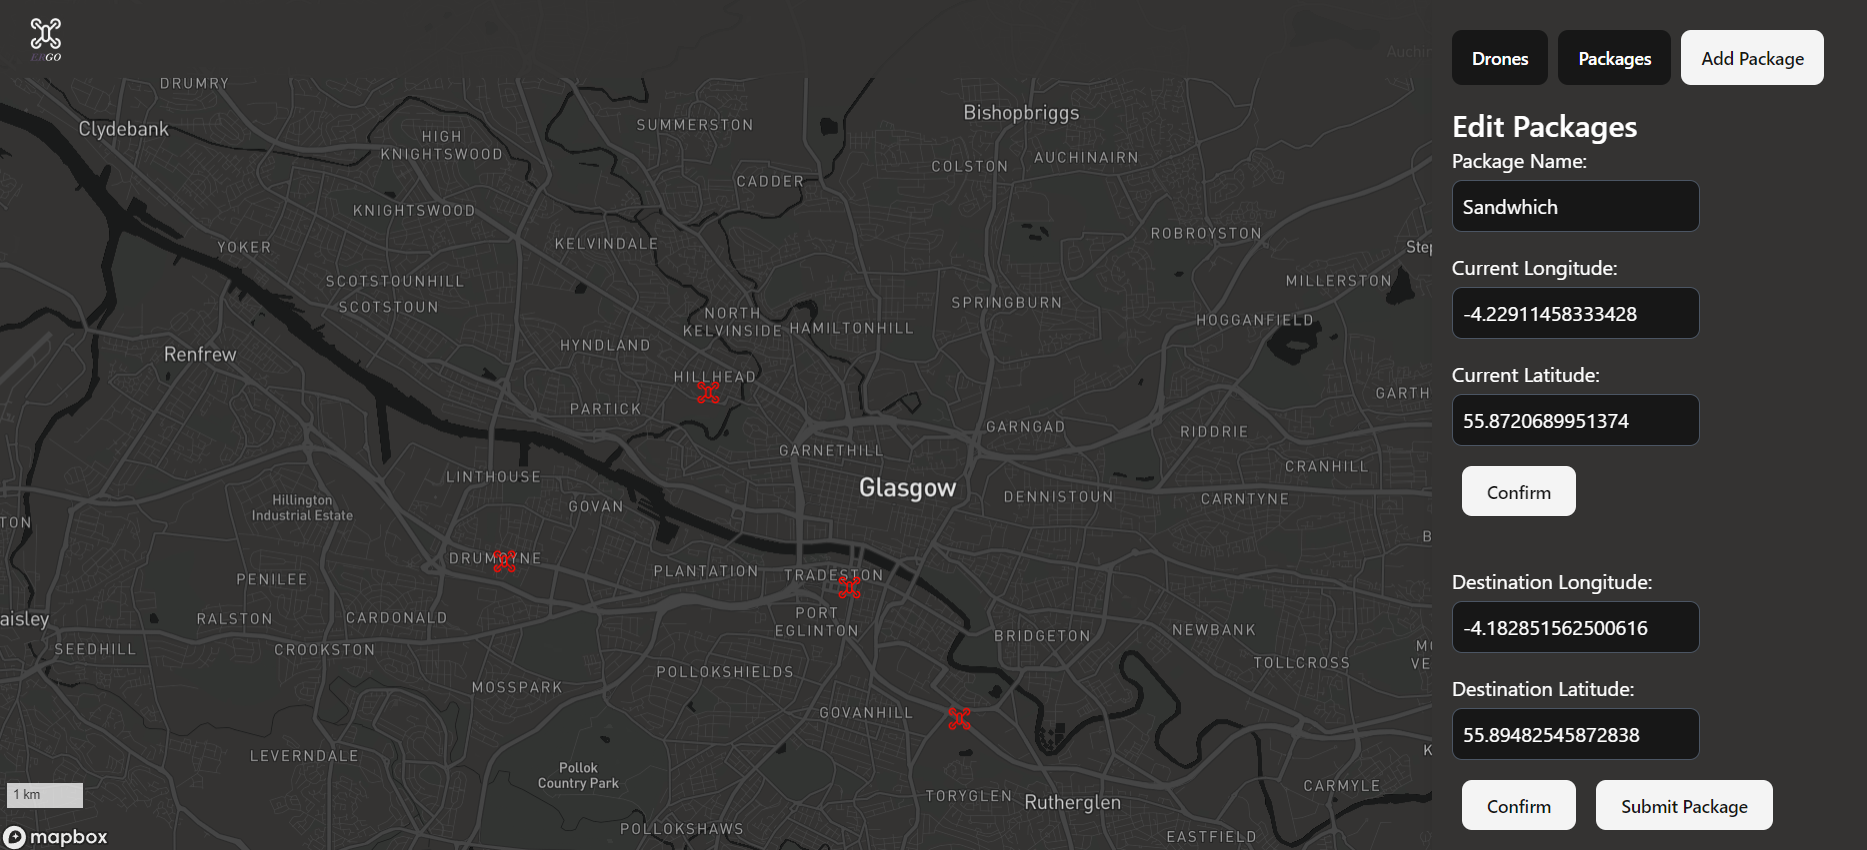 ERGO
DRUMRY
Clydebank
HIGH
KNIGHTSWOOD
SUMMERSTON
Bishopbriggs
COLSTON
AUCHINAIRN
CADDER
KNIGHTSWOOD
YOKER
KELVINDALE
ROBROYSTON
SCOTSTOUNHILL
SCOTSTOUN
MILLERSTON
NORTH
KELVINSIDE
HAMILTONHILL
SPRINGBURN
HOGGANFIELD
Renfrew
HYNDLAND
HILLHEAD
GARTH
PARTICK
GARNETHILL
GARNGAD
RIDDRIE
LINTHOUSE
CRANHILL
Glasgow
DENNISTOUN
CARNTYNE
Hillington
Industrial Estate
GOVAN
TON
DRUMOYNE
PENILEE
PLANTATION
TRADESTON
aisley
RALSTON
CARDONALD
PORT
EGLINTON
BRIDGETON
NEWBANK
SEEDHILL
CROOKSTON
TOLLCROSS
POLLOKSHIELDS
MOSSPARK
GOVANHILL
LEVERNDALE
Pollok
Country Park
TORYGLEN
Rutherglen
CARMYLE
POLLOKSHAWS
EASTFIELD
Auchin
Step
B
MO
VE
K
1 km
mapbox
Drones
Packages
Add Package
Edit Packages
Package Name:
Sandwhich
Current Longitude:
-4.22911458333428
Current Latitude:
55.8720689951374
Confirm
Destination Longitude:
-4.182851562500616
Destination Latitude:
55.89482545872838
Confirm
Submit Package